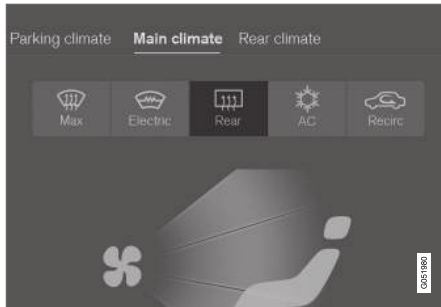 Parking climate Main climate Rear climate
Max Electric Rear AC Recirc
G051980